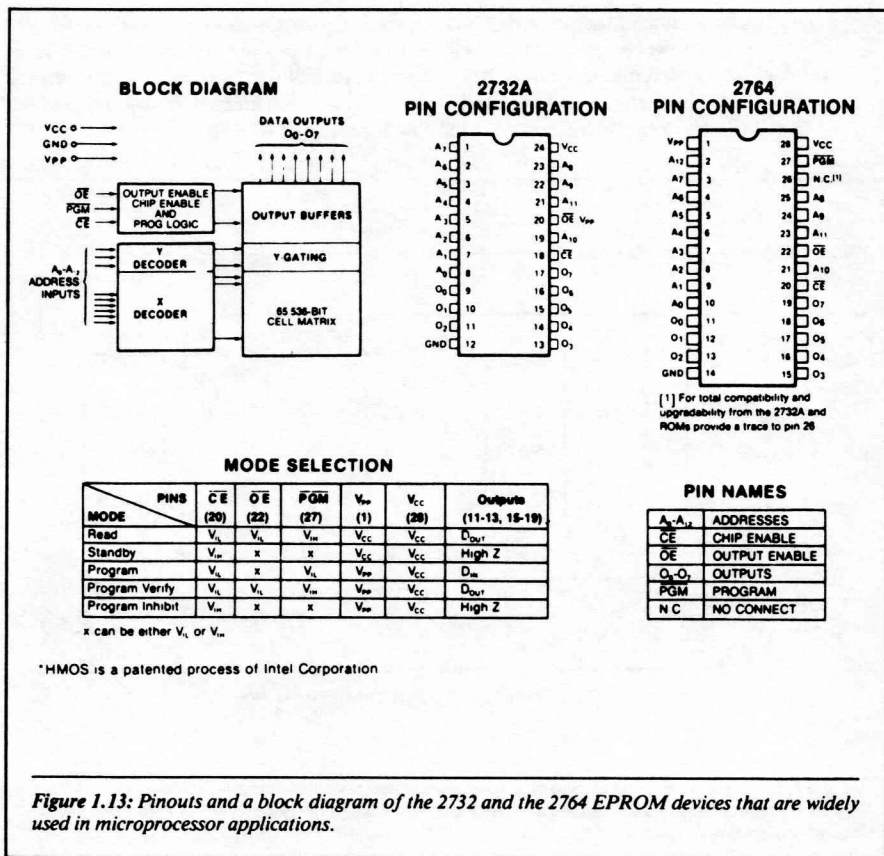 BLOCK DIAGRAM
VCC
GND
VPP
DATA OUTPUTS
O0-O7
OE
PGM
CE
OUTPUT ENABLE
CHIP ENABLE
AND
PROG LOGIC
OUTPUT BUFFERS
Y
DECODER
Y-GATING
ADDRESS
INPUTS
X
DECODER
65 536-BIT
CELL MATRIX
2732A
PIN CONFIGURATION
A7 1 24 VCC
A6 2 23 A8
A5 3 22 A9
A4 4 21 A11
A3 5 20 OE VPP
A2 6 19 A10
A1 7 18 CE
A0 8 17 O7
O0 9 16 O6
O1 10 15 O5
O2 11 14 O4
GND 12 13 O3
2764
PIN CONFIGURATION
VPP 1 28 VCC
A12 2 27 PGM
A7 3 26 N.C.[1]
A6 4 25 A8
A5 5 24 A9
A4 6 23 A11
A3 7 22 OE
A2 8 21 A10
A1 9 20 CE
A0 10 19 O7
O0 11 18 O6
O1 12 17 O5
O2 13 16 O4
GND 14 15 O3
[1] For total compatibility and
upgradability from the 2732A and
ROMs provide a trace to pin 26
MODE SELECTION
PINS MODE CE (20) OE (22) PGM (27) VPP (1) VCC (28) Outputs (11-13, 15-19)
Read VIL VIL VIH VCC VCC DOUT
Standby VIH x x VCC VCC High Z
Program VIL x VIL VPP VCC DIN
Program Verify VIL VIL VIH VPP VCC DOUT
Program Inhibit VIH x x VPP VCC High Z
x can be either VIL or VIH
*HMOS is a patented process of Intel Corporation
PIN NAMES
A0-A12 ADDRESSES
CE CHIP ENABLE
OE OUTPUT ENABLE
O0-O7 OUTPUTS
PGM PROGRAM
N C NO CONNECT
Figure 1.13: Pinouts and a block diagram of the 2732 and the 2764 EPROM devices that are widely
used in microprocessor applications.